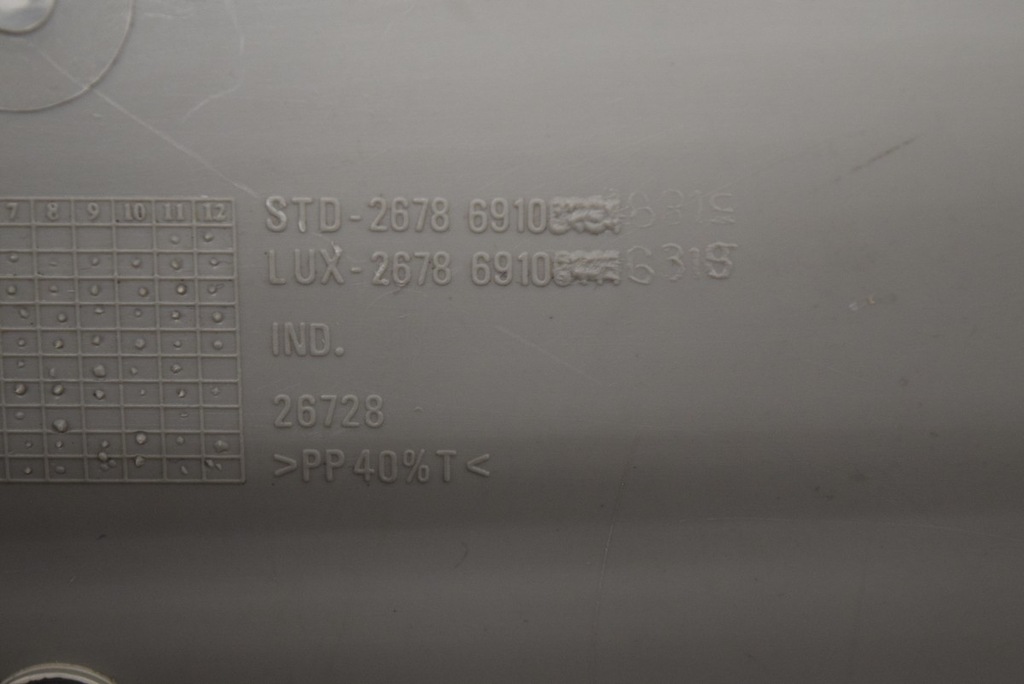 7 8 9 10 11 12
STD-2678 6910
LUX-2678 6910
IND.
26728
>PP40%T<